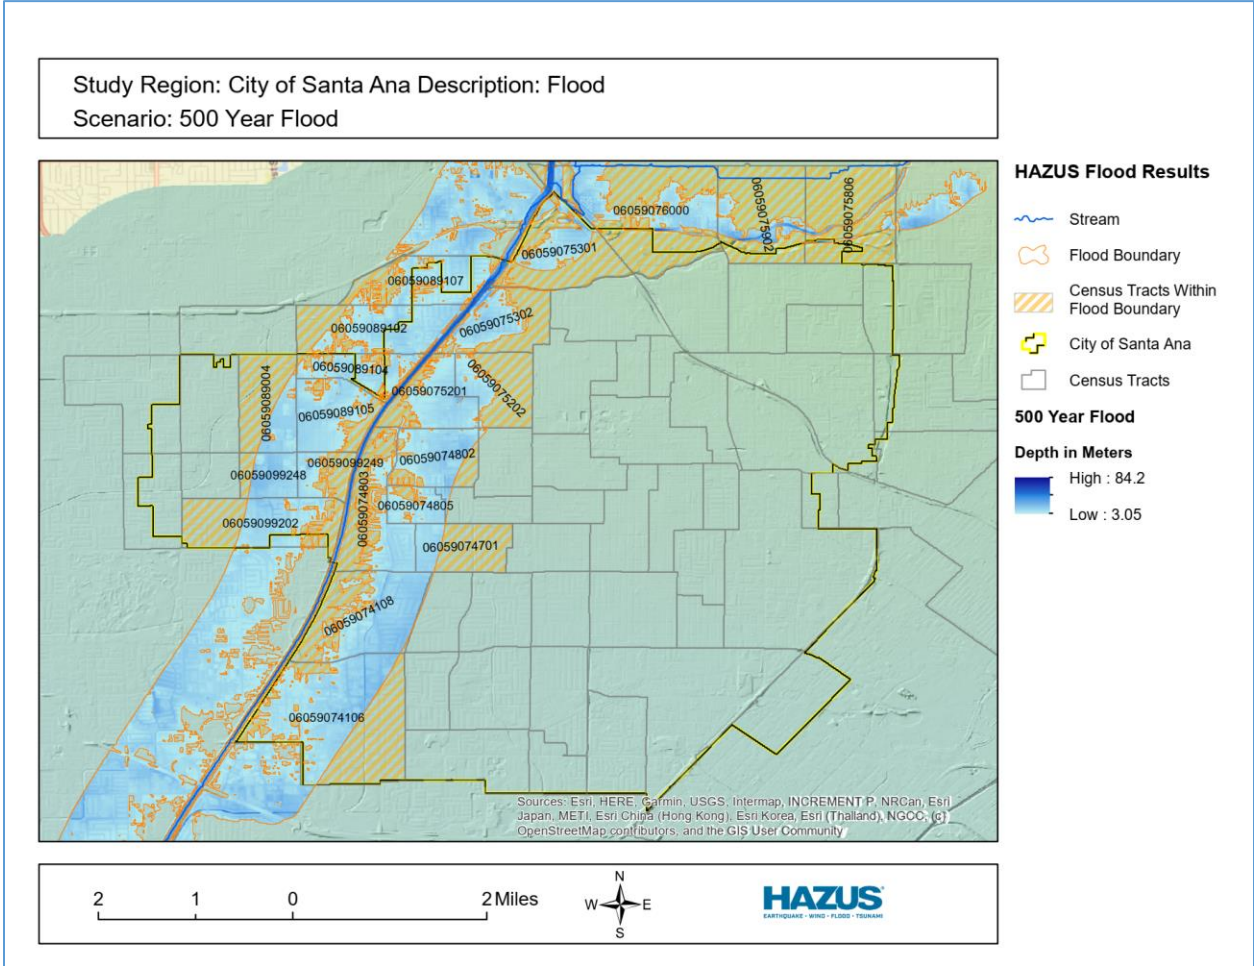 Study Region: City of Santa Ana Description: Flood
Scenario: 500 Year Flood
06059076000
06059075902
06059075806
06059075301
06059089107
06059089102
06059075302
06059089104
06059075201
06059075202
06059089004
06059089105
06059099248
06059099249
06059074802
06059074803
06059074805
06059099202
06059074701
06059074108
06059074106
Sources: Esri, HERE, Garmin, USGS, Intermap, INCREMENT P, NRCan, Esri
Japan, METI, Esri China (Hong Kong), Esri Korea, Esri (Thailand), NGCC, (c)
OpenStreetMap contributors, and the GIS User Community
HAZUS Flood Results
Stream
Flood Boundary
Census Tracts Within
Flood Boundary
City of Santa Ana
Census Tracts
500 Year Flood
Depth in Meters
High : 84.2
Low : 3.05
2 1 0 2 Miles
N
W E
S
HAZUS
EARTHQUAKE - WIND - FLOOD - TSUNAMI